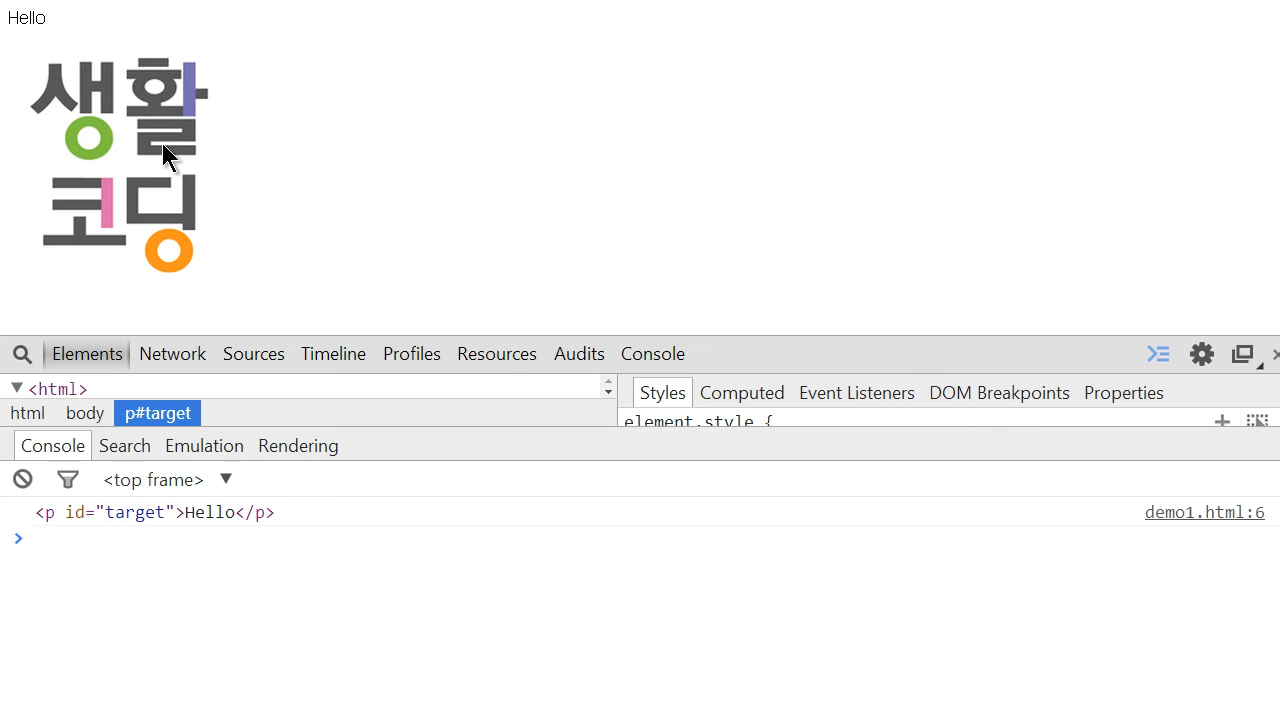 Hello
생활
코딩
Elements Network Sources Timeline Profiles Resources Audits Console
<html>
Styles Computed Event Listeners DOM Breakpoints Properties
html body p#target
element.style {
Console Search Emulation Rendering
<top frame>
<p id="target">Hello</p> demo1.html:6